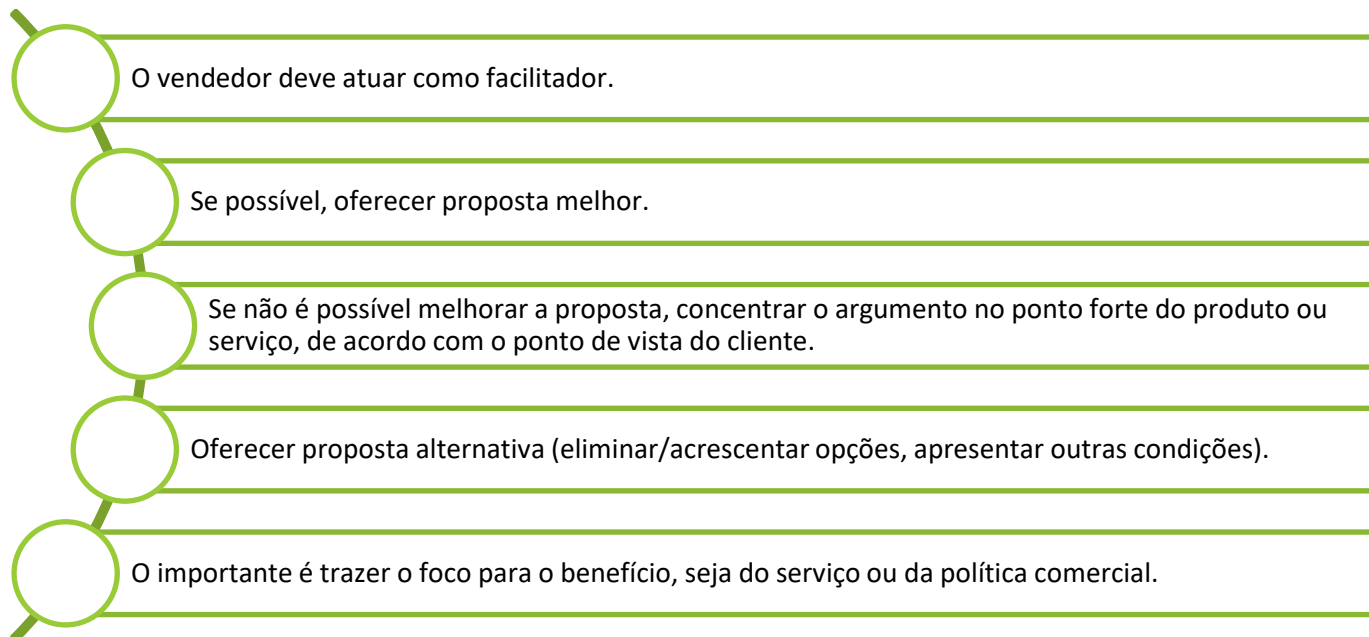 O vendedor deve atuar como facilitador.
Se possível, oferecer proposta melhor.
Se não é possível melhorar a proposta, concentrar o argumento no ponto forte do produto ou
serviço, de acordo com o ponto de vista do cliente.
Oferecer proposta alternativa (eliminar/acrescentar opções, apresentar outras condições).
O importante é trazer o foco para o benefício, seja do serviço ou da política comercial.